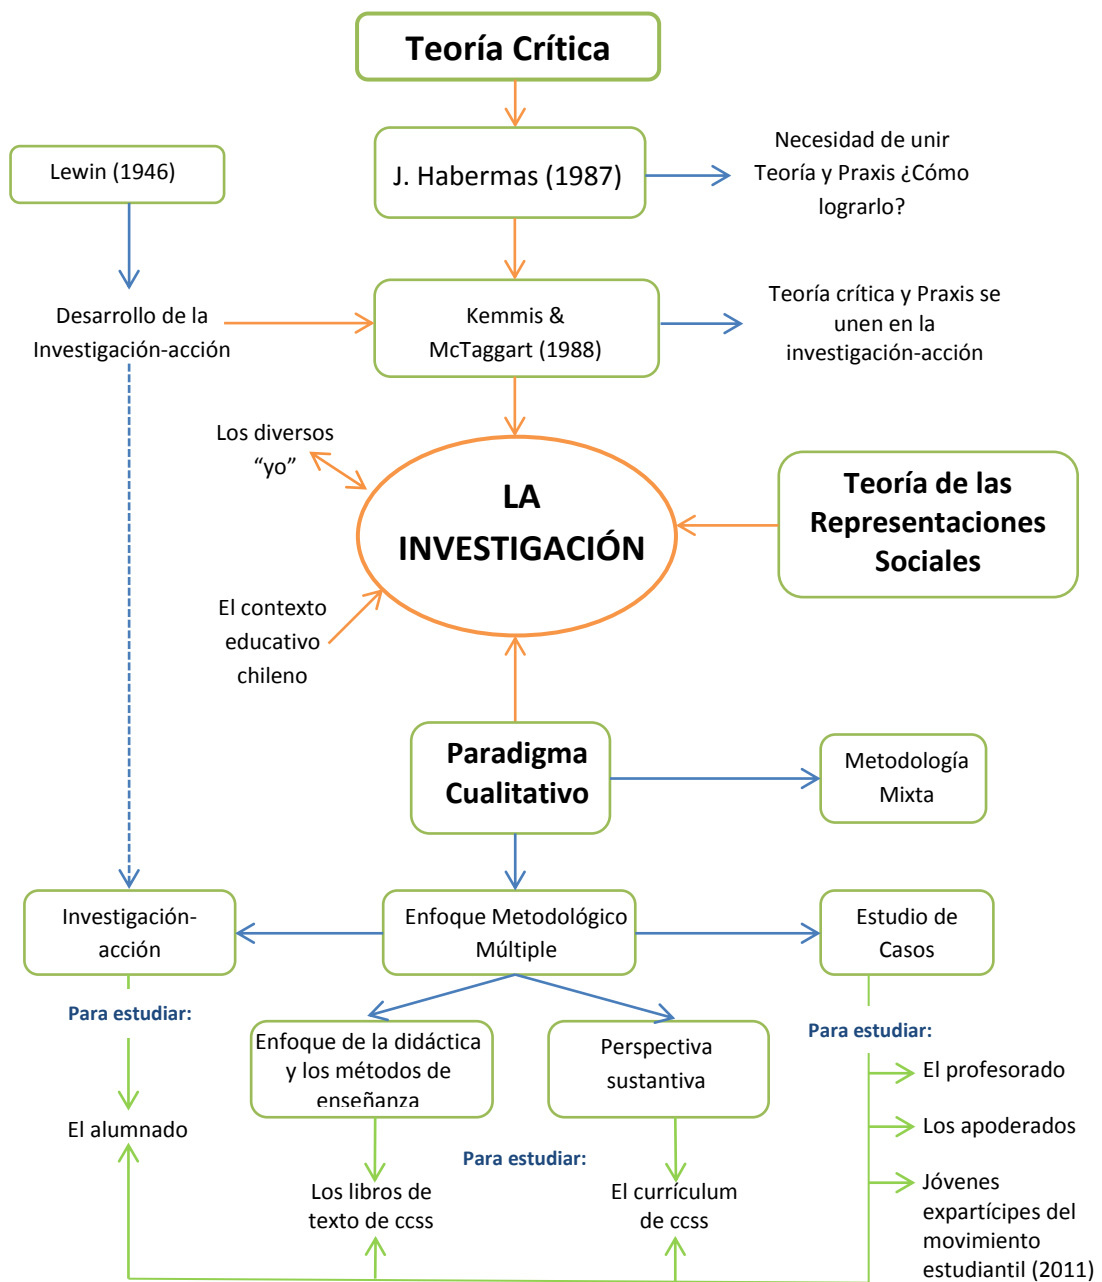 Teoría Crítica
Lewin (1946)
J. Habermas (1987)
Necesidad de unir
Teoría y Praxis ¿Cómo
lograrlo?
Desarrollo de la
Investigación-acción
Kemmis &
McTaggart (1988)
Teoría crítica y Praxis se
unen en la
investigación-acción
Los diversos
“yo”
LA
INVESTIGACIÓN
Teoría de las
Representaciones
Sociales
El contexto
educativo
chileno
Paradigma
Cualitativo
Metodología
Mixta
Investigación-
acción
Enfoque Metodológico
Múltiple
Estudio de
Casos
Para estudiar:
Para estudiar:
Enfoque de la didáctica
y los métodos de
enseñanza
Perspectiva
sustantiva
El profesorado
El alumnado
Los apoderados
Para estudiar:
Los libros de
texto de ccss
El currículum
de ccss
Jóvenes
expartícipes del
movimiento
estudiantil (2011)